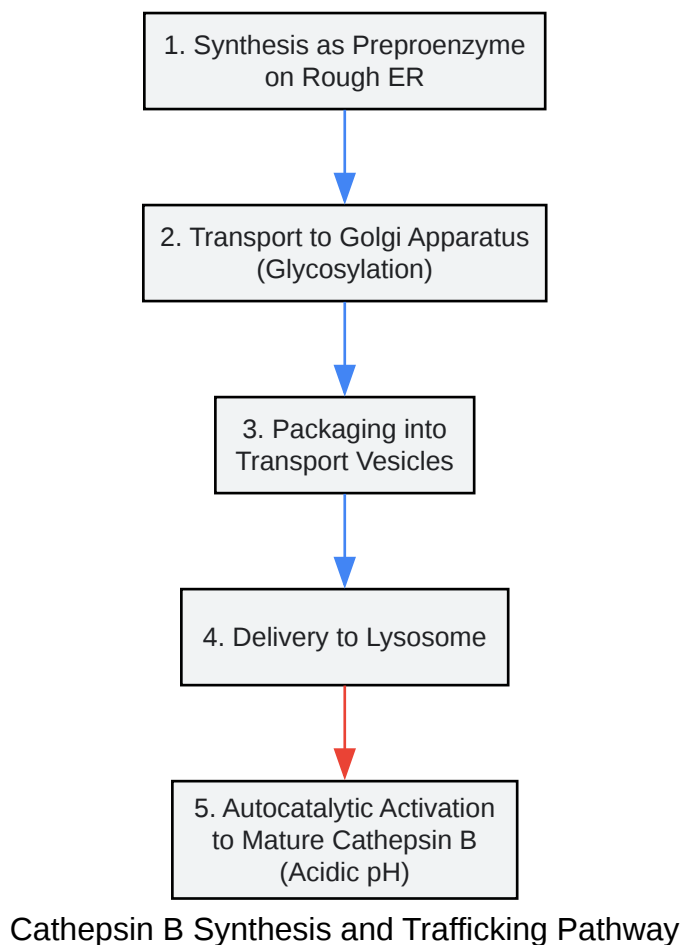 1. Synthesis as Preproenzyme
on Rough ER
2. Transport to Golgi Apparatus
(Glycosylation)
3. Packaging into
Transport Vesicles
4. Delivery to Lysosome
5. Autocatalytic Activation
to Mature Cathepsin B
(Acidic pH)
Cathepsin B Synthesis and Trafficking Pathway